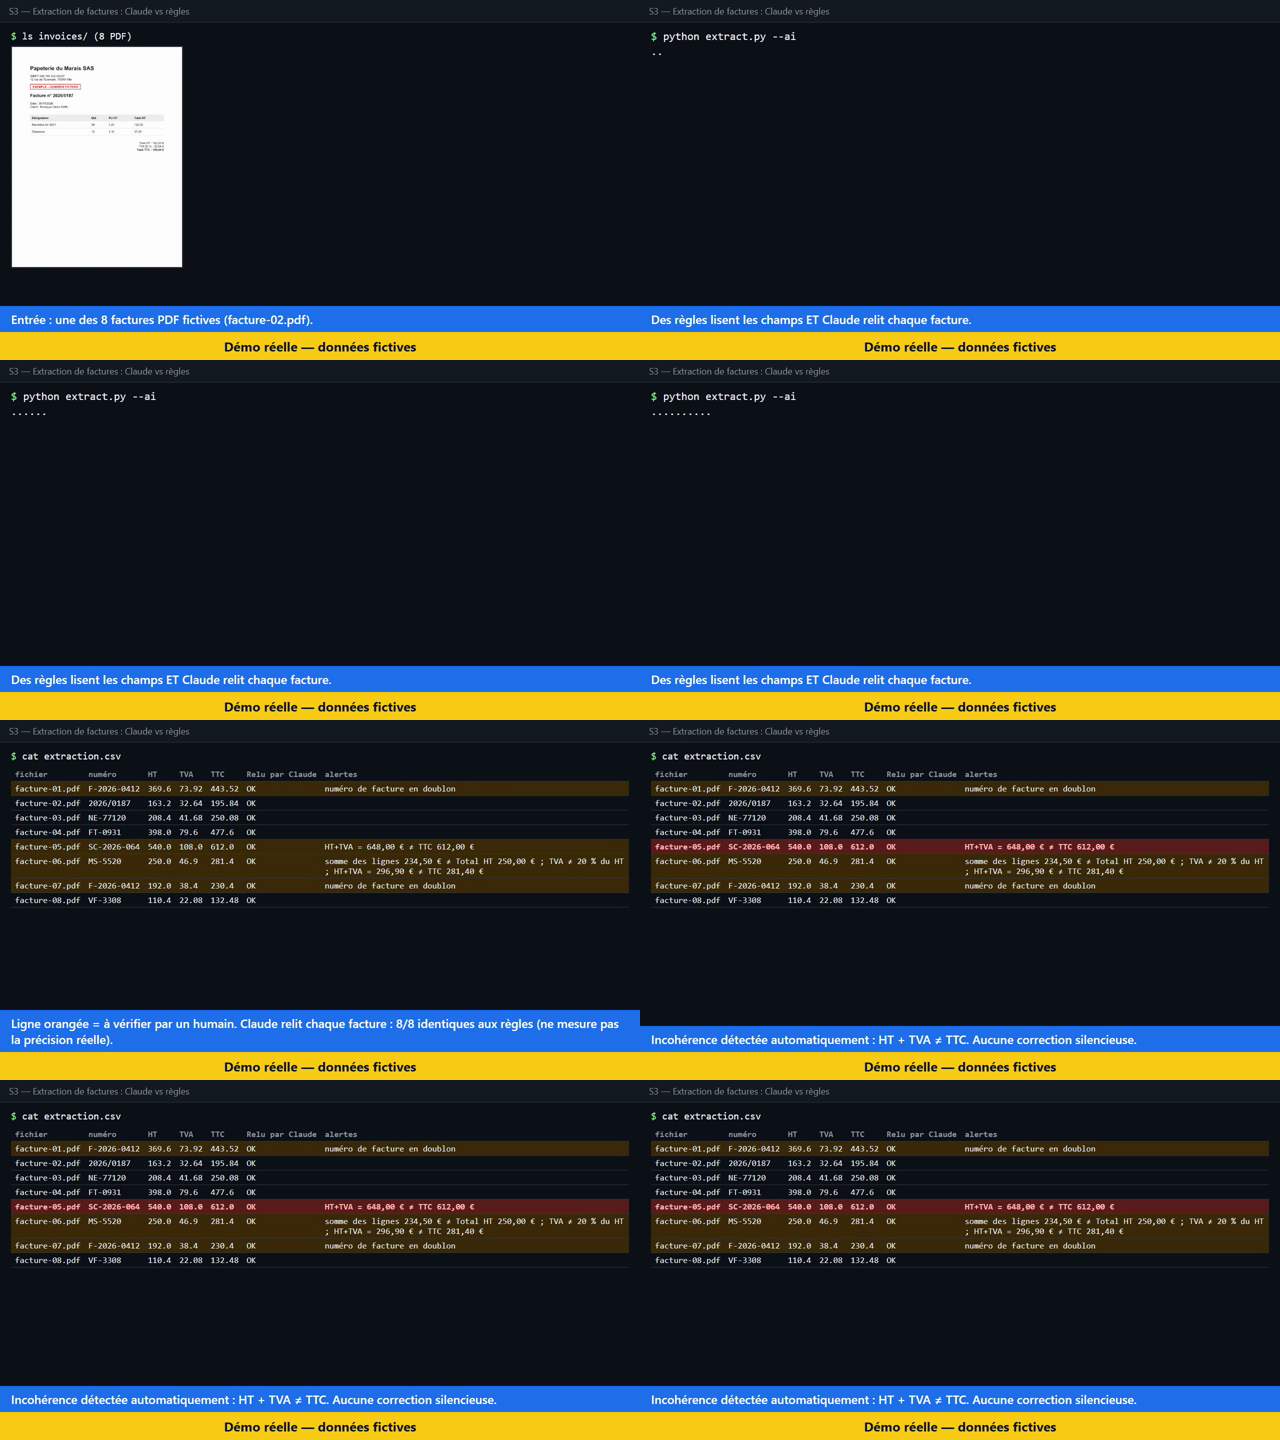 S3 — Extraction de factures : Claude vs règles
$ ls invoices/ (8 PDF)
Papeterie du Marais SAS
EXEMPLE – DONNÉES FICTIVES
Facture n° 2026/0187
Désignation Qté PU HT Total HT
Entrée : une des 8 factures PDF fictives (facture-02.pdf).
Démo réelle — données fictives
S3 — Extraction de factures : Claude vs règles
$ python extract.py --ai
..
Des règles lisent les champs ET Claude relit chaque facture.
Démo réelle — données fictives
S3 — Extraction de factures : Claude vs règles
$ python extract.py --ai
......
Des règles lisent les champs ET Claude relit chaque facture.
Démo réelle — données fictives
S3 — Extraction de factures : Claude vs règles
$ python extract.py --ai
..........
Des règles lisent les champs ET Claude relit chaque facture.
Démo réelle — données fictives
S3 — Extraction de factures : Claude vs règles
$ cat extraction.csv
fichier numéro HT TVA TTC Relu par Claude alertes
facture-01.pdf F-2026-0412 369.6 73.92 443.52 OK numéro de facture en doublon
facture-02.pdf 2026/0187 163.2 32.64 195.84 OK
facture-03.pdf NE-77120 208.4 41.68 250.08 OK
facture-04.pdf FT-0931 398.0 79.6 477.6 OK
facture-05.pdf SC-2026-064 540.0 108.0 612.0 OK HT+TVA = 648,00 € ≠ TTC 612,00 €
facture-06.pdf MS-5520 250.0 46.9 281.4 OK somme des lignes 234,50 € ≠ Total HT 250,00 € ; TVA ≠ 20 % du HT
; HT+TVA = 296,90 € ≠ TTC 281,40 €
facture-07.pdf F-2026-0412 192.0 38.4 230.4 OK numéro de facture en doublon
facture-08.pdf VF-3308 110.4 22.08 132.48 OK
Ligne orangée = à vérifier par un humain. Claude relit chaque facture : 8/8 identiques aux règles (ne mesure pas
la précision réelle).
Démo réelle — données fictives
S3 — Extraction de factures : Claude vs règles
$ cat extraction.csv
fichier numéro HT TVA TTC Relu par Claude alertes
facture-01.pdf F-2026-0412 369.6 73.92 443.52 OK numéro de facture en doublon
facture-02.pdf 2026/0187 163.2 32.64 195.84 OK
facture-03.pdf NE-77120 208.4 41.68 250.08 OK
facture-04.pdf FT-0931 398.0 79.6 477.6 OK
facture-05.pdf SC-2026-064 540.0 108.0 612.0 OK HT+TVA = 648,00 € ≠ TTC 612,00 €
facture-06.pdf MS-5520 250.0 46.9 281.4 OK somme des lignes 234,50 € ≠ Total HT 250,00 € ; TVA ≠ 20 % du HT
; HT+TVA = 296,90 € ≠ TTC 281,40 €
facture-07.pdf F-2026-0412 192.0 38.4 230.4 OK numéro de facture en doublon
facture-08.pdf VF-3308 110.4 22.08 132.48 OK
Incohérence détectée automatiquement : HT + TVA ≠ TTC. Aucune correction silencieuse.
Démo réelle — données fictives
S3 — Extraction de factures : Claude vs règles
$ cat extraction.csv
fichier numéro HT TVA TTC Relu par Claude alertes
facture-01.pdf F-2026-0412 369.6 73.92 443.52 OK numéro de facture en doublon
facture-02.pdf 2026/0187 163.2 32.64 195.84 OK
facture-03.pdf NE-77120 208.4 41.68 250.08 OK
facture-04.pdf FT-0931 398.0 79.6 477.6 OK
facture-05.pdf SC-2026-064 540.0 108.0 612.0 OK HT+TVA = 648,00 € ≠ TTC 612,00 €
facture-06.pdf MS-5520 250.0 46.9 281.4 OK somme des lignes 234,50 € ≠ Total HT 250,00 € ; TVA ≠ 20 % du HT
; HT+TVA = 296,90 € ≠ TTC 281,40 €
facture-07.pdf F-2026-0412 192.0 38.4 230.4 OK numéro de facture en doublon
facture-08.pdf VF-3308 110.4 22.08 132.48 OK
Incohérence détectée automatiquement : HT + TVA ≠ TTC. Aucune correction silencieuse.
Démo réelle — données fictives
S3 — Extraction de factures : Claude vs règles
$ cat extraction.csv
fichier numéro HT TVA TTC Relu par Claude alertes
facture-01.pdf F-2026-0412 369.6 73.92 443.52 OK numéro de facture en doublon
facture-02.pdf 2026/0187 163.2 32.64 195.84 OK
facture-03.pdf NE-77120 208.4 41.68 250.08 OK
facture-04.pdf FT-0931 398.0 79.6 477.6 OK
facture-05.pdf SC-2026-064 540.0 108.0 612.0 OK HT+TVA = 648,00 € ≠ TTC 612,00 €
facture-06.pdf MS-5520 250.0 46.9 281.4 OK somme des lignes 234,50 € ≠ Total HT 250,00 € ; TVA ≠ 20 % du HT
; HT+TVA = 296,90 € ≠ TTC 281,40 €
facture-07.pdf F-2026-0412 192.0 38.4 230.4 OK numéro de facture en doublon
facture-08.pdf VF-3308 110.4 22.08 132.48 OK
Incohérence détectée automatiquement : HT + TVA ≠ TTC. Aucune correction silencieuse.
Démo réelle — données fictives